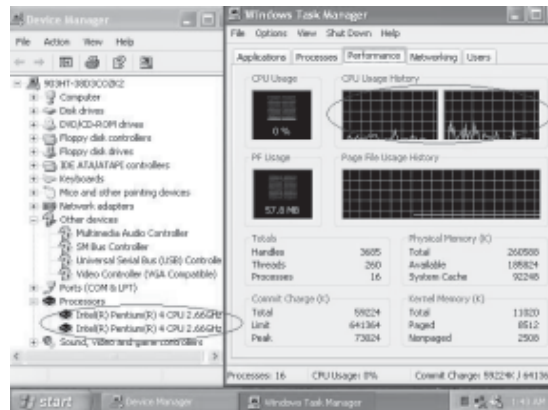 Device Manager
File Action View Help
903HT-38D3CO2K2
Computer
Disk drives
DVD/CD-ROM drives
Floppy disk controllers
Floppy disk drives
IDE ATA/ATAPI controllers
Keyboards
Mice and other pointing devices
Network adapters
Other devices
Multimedia Audio Controller
SM Bus Controller
Universal Serial Bus (USB) Controlle
Video Controller (VGA Compatible)
Ports (COM & LPT)
Processors
Intel(R) Pentium(R) 4 CPU 2.66GHz
Intel(R) Pentium(R) 4 CPU 2.66GHz
Sound, video and game controllers
Windows Task Manager
File Options View Shut Down Help
Applications Processes Performance Networking Users
CPU Usage
0 %
CPU Usage History
PF Usage
57.8 MB
Page File Usage History
Totals
Handles 3685
Threads 260
Processes 16
Physical Memory (K)
Total 260588
Available 185824
System Cache 92248
Commit Charge (K)
Total 59224
Limit 641364
Peak 73824
Kernel Memory (K)
Total 11020
Paged 8512
Nonpaged 2508
Processes: 16 CPU Usage: 0% Commit Charge: 59224K / 64136
start Device Manager Windows Task Manager 1:43 AM